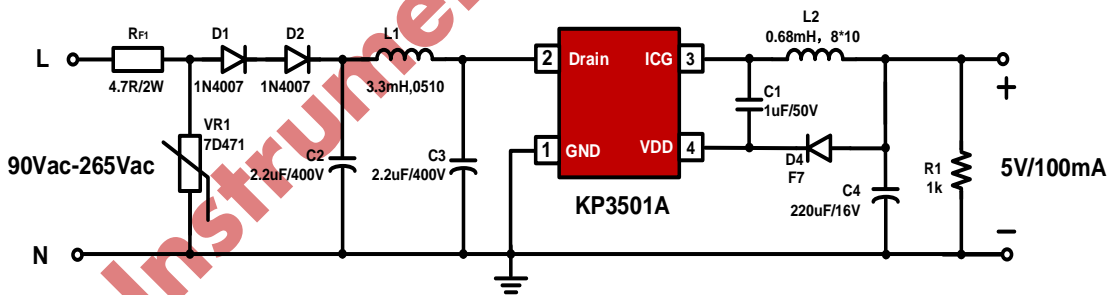 L
RF1
4.7R/2W
D1
1N4007
D2
1N4007
L1
3.3mH,0510
VR1
7D471
90Vac-265Vac
C2
2.2uF/400V
C3
2.2uF/400V
N
2
Drain
1
GND
ICG
3
VDD
4
KP3501A
L2
0.68mH, 8*10
C1
1uF/50V
D4
F7
C4
220uF/16V
R1
1k
+
5V/100mA
−
Instrumen